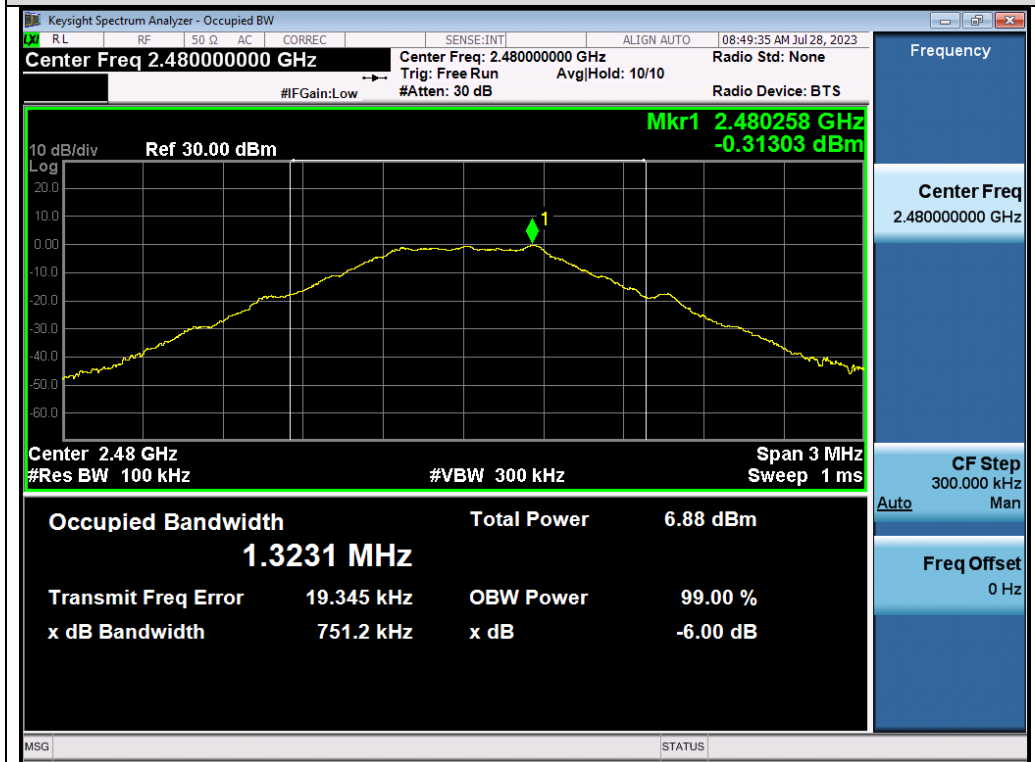 Keysight Spectrum Analyzer - Occupied BW
LXI RL RF 50 Ω AC CORREC SENSE:INT ALIGN AUTO 08:49:35 AM Jul 28, 2023
Center Freq 2.480000000 GHz
Center Freq: 2.480000000 GHz
Radio Std: None
Trig: Free Run Avg|Hold: 10/10
#IFGain:Low
#Atten: 30 dB
Radio Device: BTS
Mkr1 2.480258 GHz
-0.31303 dBm
10 dB/div Ref 30.00 dBm
Log
20.0
10.0
0.00
-10.0
-20.0
-30.0
-40.0
-50.0
-60.0
1
Center 2.48 GHz Span 3 MHz
#Res BW 100 kHz #VBW 300 kHz Sweep 1 ms
Occupied Bandwidth Total Power 6.88 dBm
1.3231 MHz
Transmit Freq Error 19.345 kHz OBW Power 99.00 %
x dB Bandwidth 751.2 kHz x dB -6.00 dB
Frequency
Center Freq
2.480000000 GHz
CF Step
300.000 kHz
Auto Man
Freq Offset
0 Hz
MSG STATUS